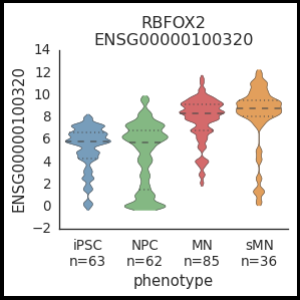 RBFOX2
ENSG00000100320
ENSG00000100320
14
12
10
8
6
4
2
0
−2
iPSC NPC MN sMN
n=63 n=62 n=85 n=36
phenotype